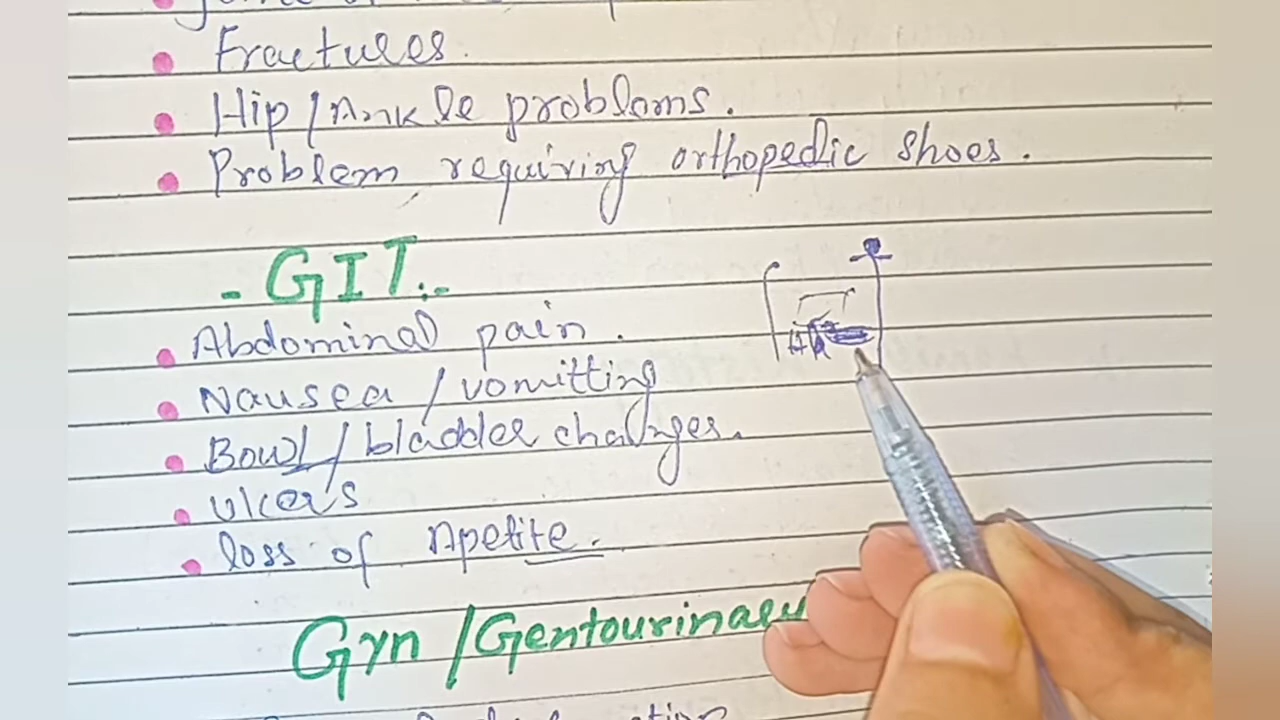 Fractures.
Hip/Ankle problems.
Problem requiring orthopedic shoes.
- GIT:-
Abdominal pain.
Nausea/vomitting
Bowl/bladder changes.
Ulcers
loss of Apetite.
Gyn/Gentourinary